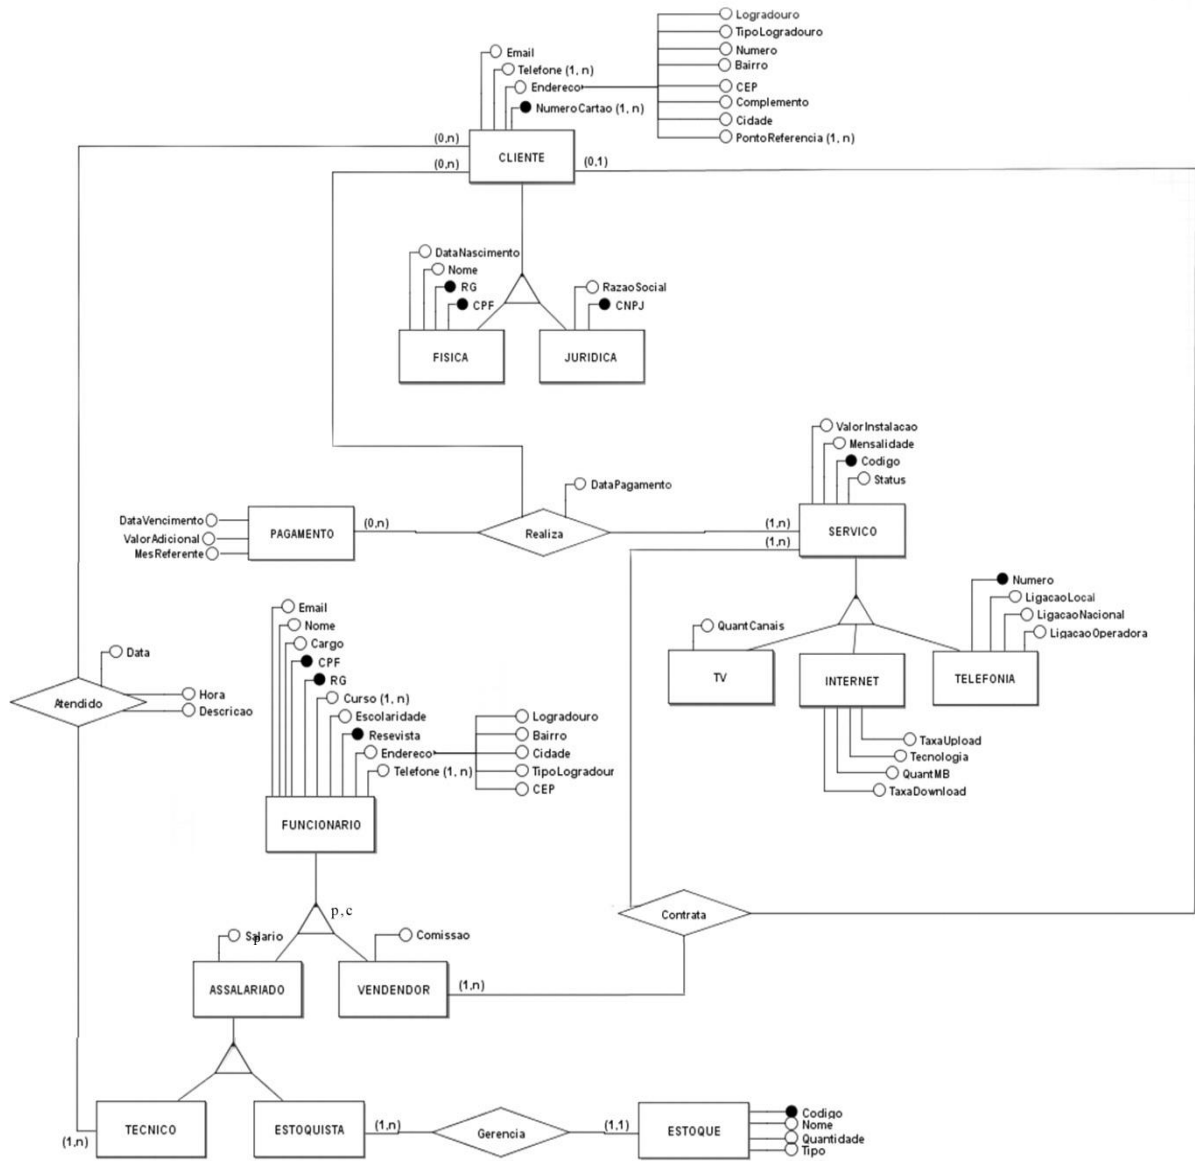 Logradouro
TipoLogradouro
Numero
Bairro
CEP
Complemento
Cidade
PontoReferencia (1, n)
Email
Telefone (1, n)
Endereco
NumeroCartao (1, n)
(0,n)
(0,n)
CLIENTE
(0,1)
DataNascimento
Nome
RG
CPF
RazaoSocial
CNPJ
FISICA
JURIDICA
ValorInstalacao
Mensalidade
Codigo
Status
DataPagamento
DataVencimento
ValorAdicional
MesReferente
PAGAMENTO
(0,n)
Realiza
(1,n)
(1,n)
SERVICO
Numero
LigacaoLocal
LigacaoNacional
LigacaoOperadora
QuantCanais
TV
INTERNET
TELEFONIA
TaxaUpload
Tecnologia
QuantMB
TaxaDownload
Email
Nome
Cargo
CPF
RG
Curso (1, n)
Escolaridade
Resevista
Endereco
Telefone (1, n)
Logradouro
Bairro
Cidade
TipoLogradour
CEP
Data
Atendido
Hora
Descricao
FUNCIONARIO
p,c
Salario
p
Comissao
ASSALARIADO
VENDENDOR
(1,n)
Contrata
TECNICO
(1,n)
ESTOQUISTA
(1,n)
Gerencia
(1,1)
ESTOQUE
Codigo
Nome
Quantidade
Tipo